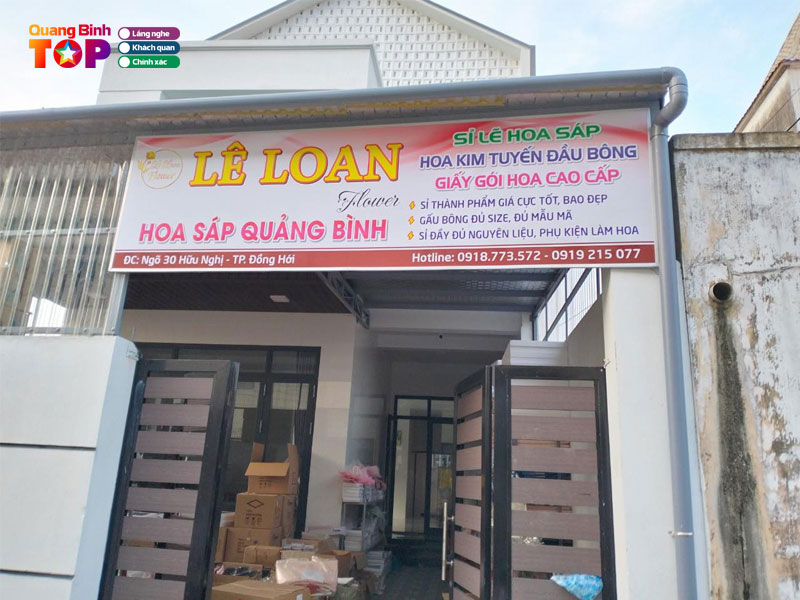 Quang Binh
TOP
Lắng nghe
Khách quan
Chính xác
LÊ LOAN
Flower
HOA SÁP QUẢNG BÌNH
ĐC: Ngõ 30 Hữu Nghị - TP. Đồng Hới
SỈ LẺ HOA SÁP
HOA KIM TUYẾN ĐẦU BÔNG
GIẤY GÓI HOA CAO CẤP
SỈ THÀNH PHẨM GIÁ CỰC TỐT, BAO ĐẸP
GẤU BÔNG ĐỦ SIZE, ĐỦ MẪU MÃ
SỈ ĐẦY ĐỦ NGUYÊN LIỆU, PHỤ KIỆN LÀM HOA
Hotline: 0918.773.572 - 0919 215 077